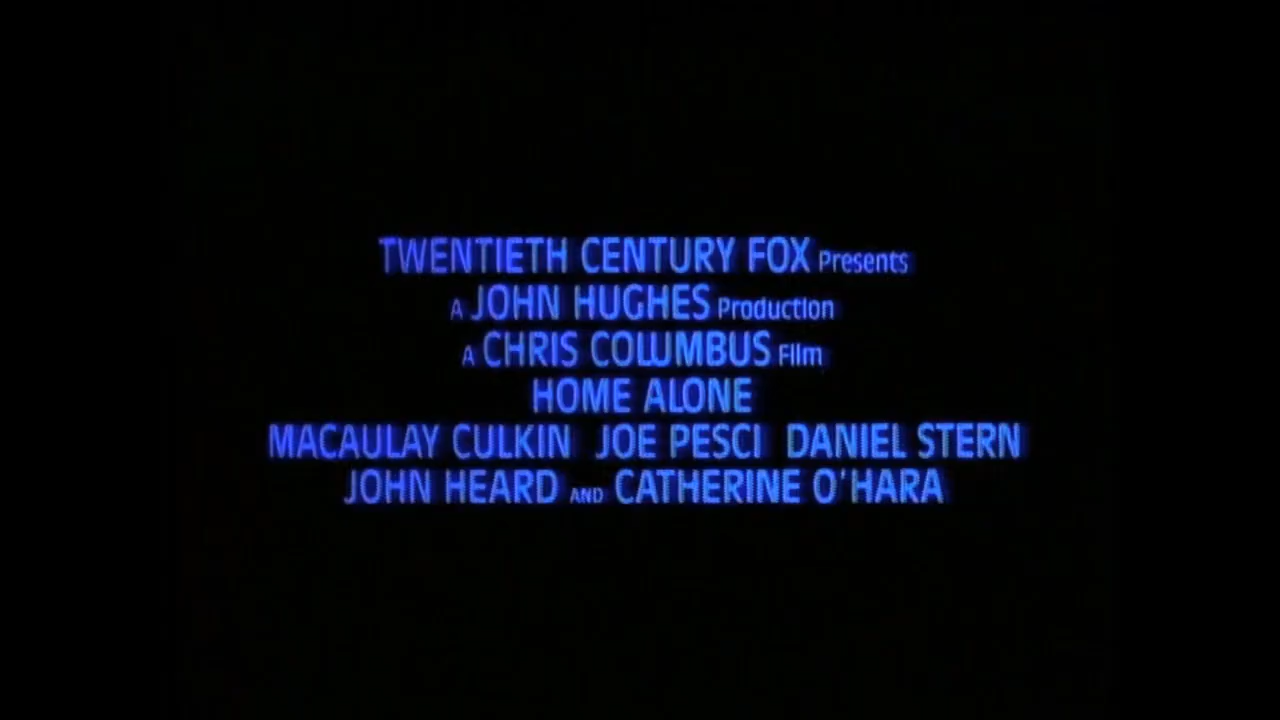 TWENTIETH CENTURY FOX Presents
A JOHN HUGHES Production
A CHRIS COLUMBUS Film
HOME ALONE
MACAULAY CULKIN JOE PESCI DANIEL STERN
JOHN HEARD AND CATHERINE O'HARA